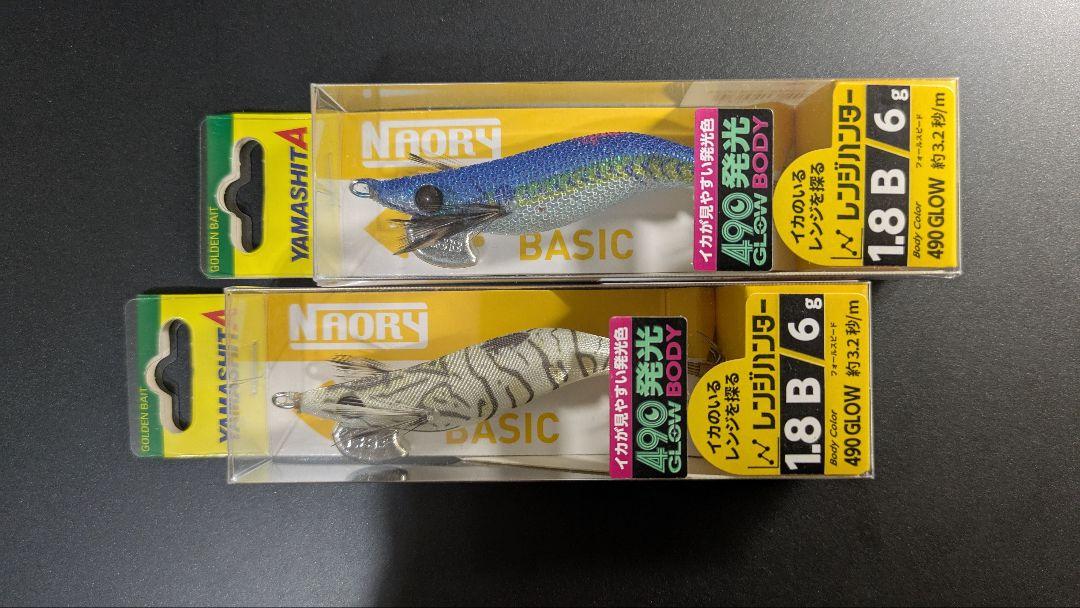 GOLDEN BAIT
YAMASHITA
NAORY
BASIC
イカが見やすい発光色
490発光
GLOW BODY
イカのいる
レンジを探る
レンジハンター
1.8 B / 6 g
フォールスピード
Body Color
490 GLOW 約3.2秒/m
GOLDEN BAIT
YAMASHITA
NAORY
BASIC
イカが見やすい発光色
490発光
GLOW BODY
イカのいる
レンジを探る
レンジハンター
1.8 B / 6 g
フォールスピード
Body Color
490 GLOW 約3.2秒/m